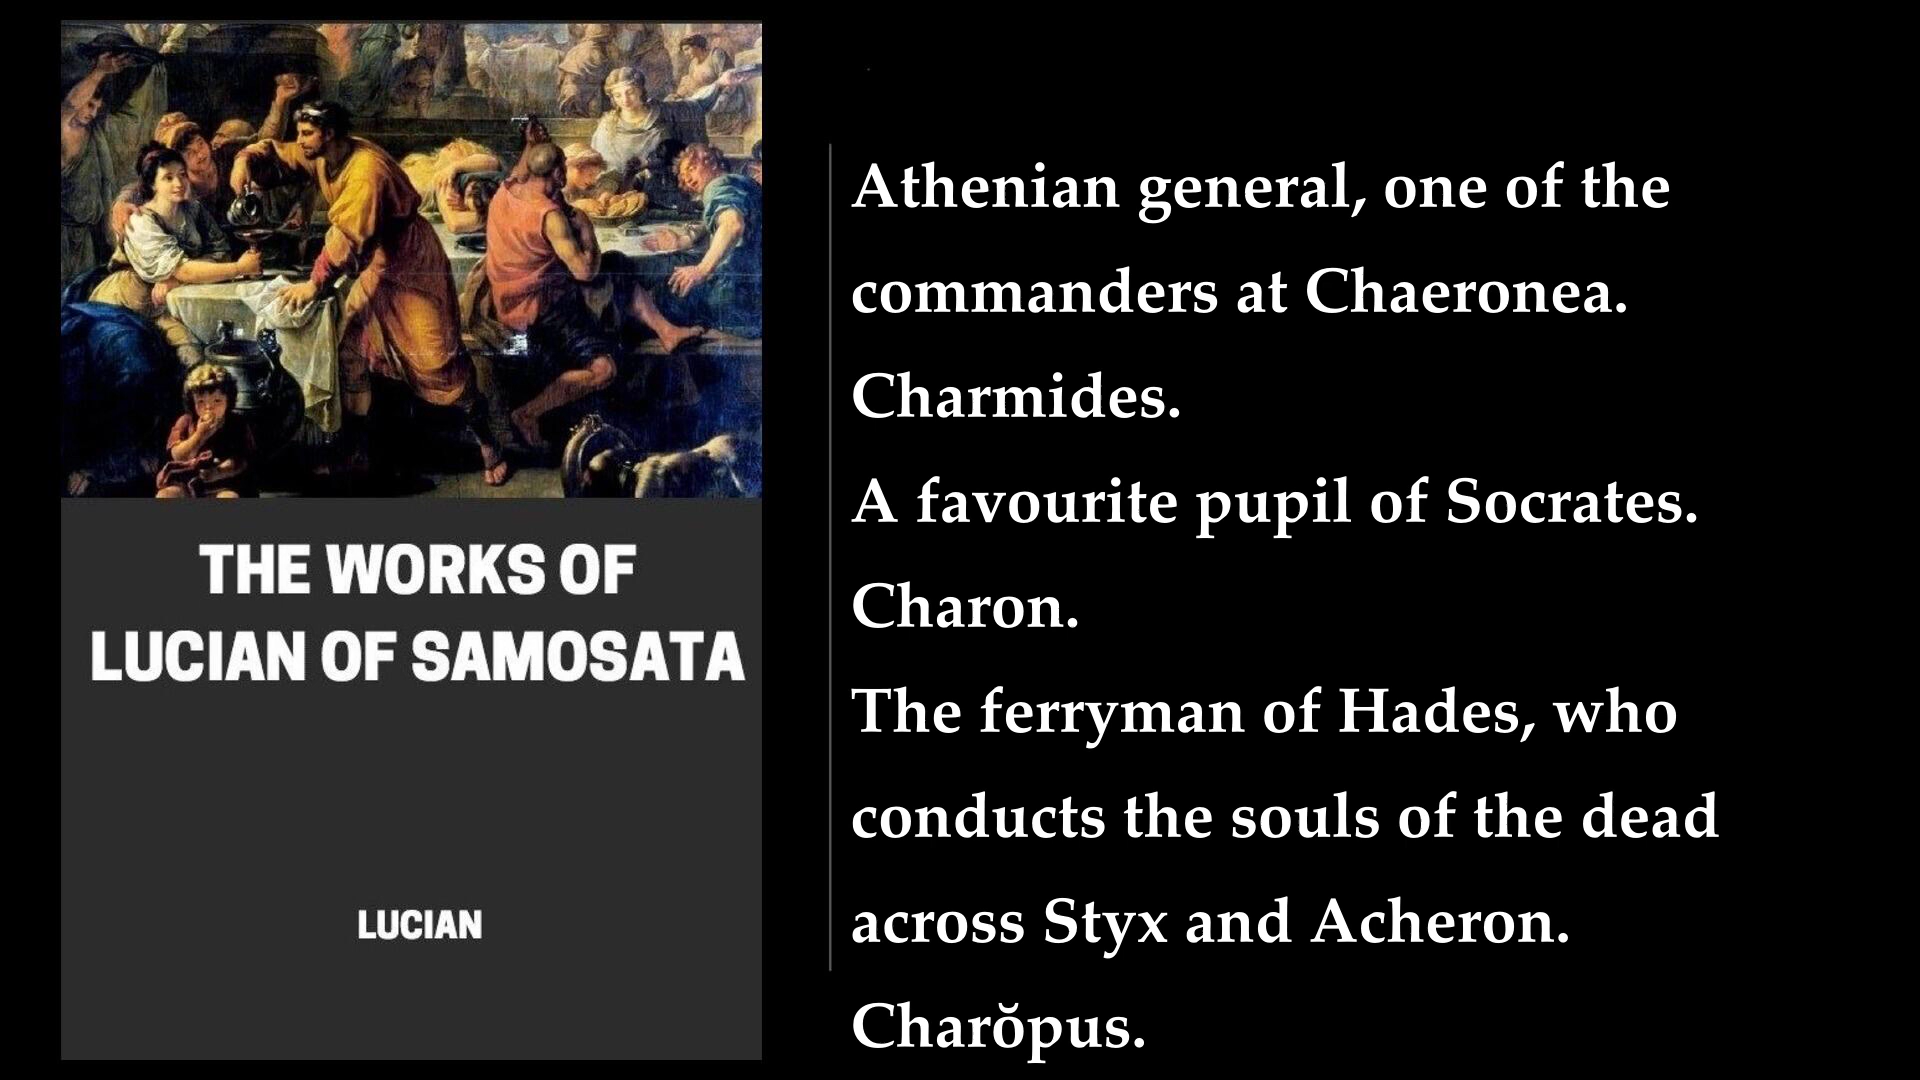 THE WORKS OF
LUCIAN OF SAMOSATA
LUCIAN
Athenian general, one of the
commanders at Chaeronea.
Charmides.
A favourite pupil of Socrates.
Charon.
The ferryman of Hades, who
conducts the souls of the dead
across Styx and Acheron.
Charŏpus.